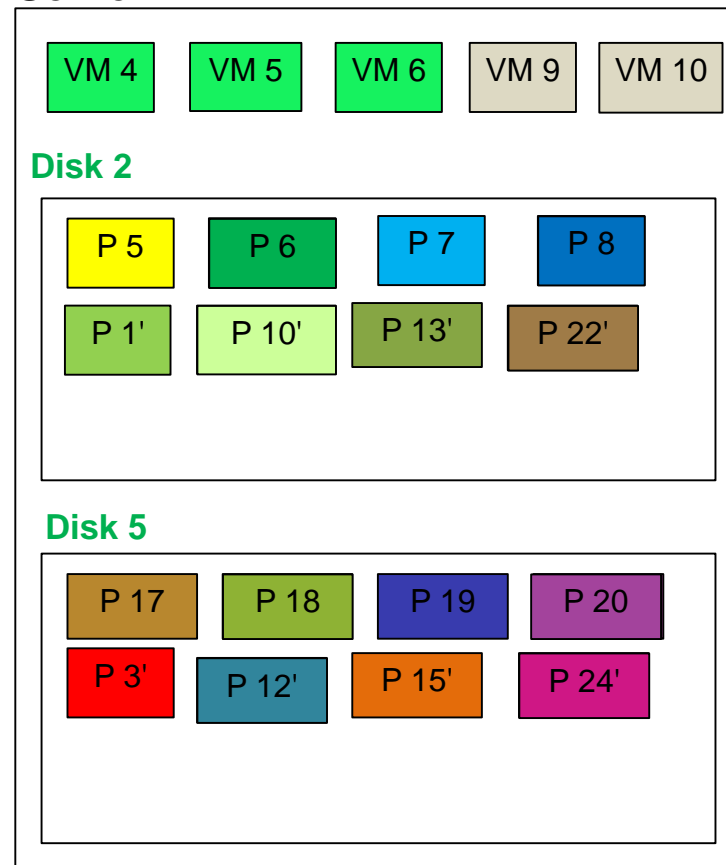 VM 4 VM 5 VM 6 VM 9 VM 10
Disk 2
P 5 P 6 P 7 P 8
P 1' P 10' P 13' P 22'
Disk 5
P 17 P 18 P 19 P 20
P 3' P 12' P 15' P 24'